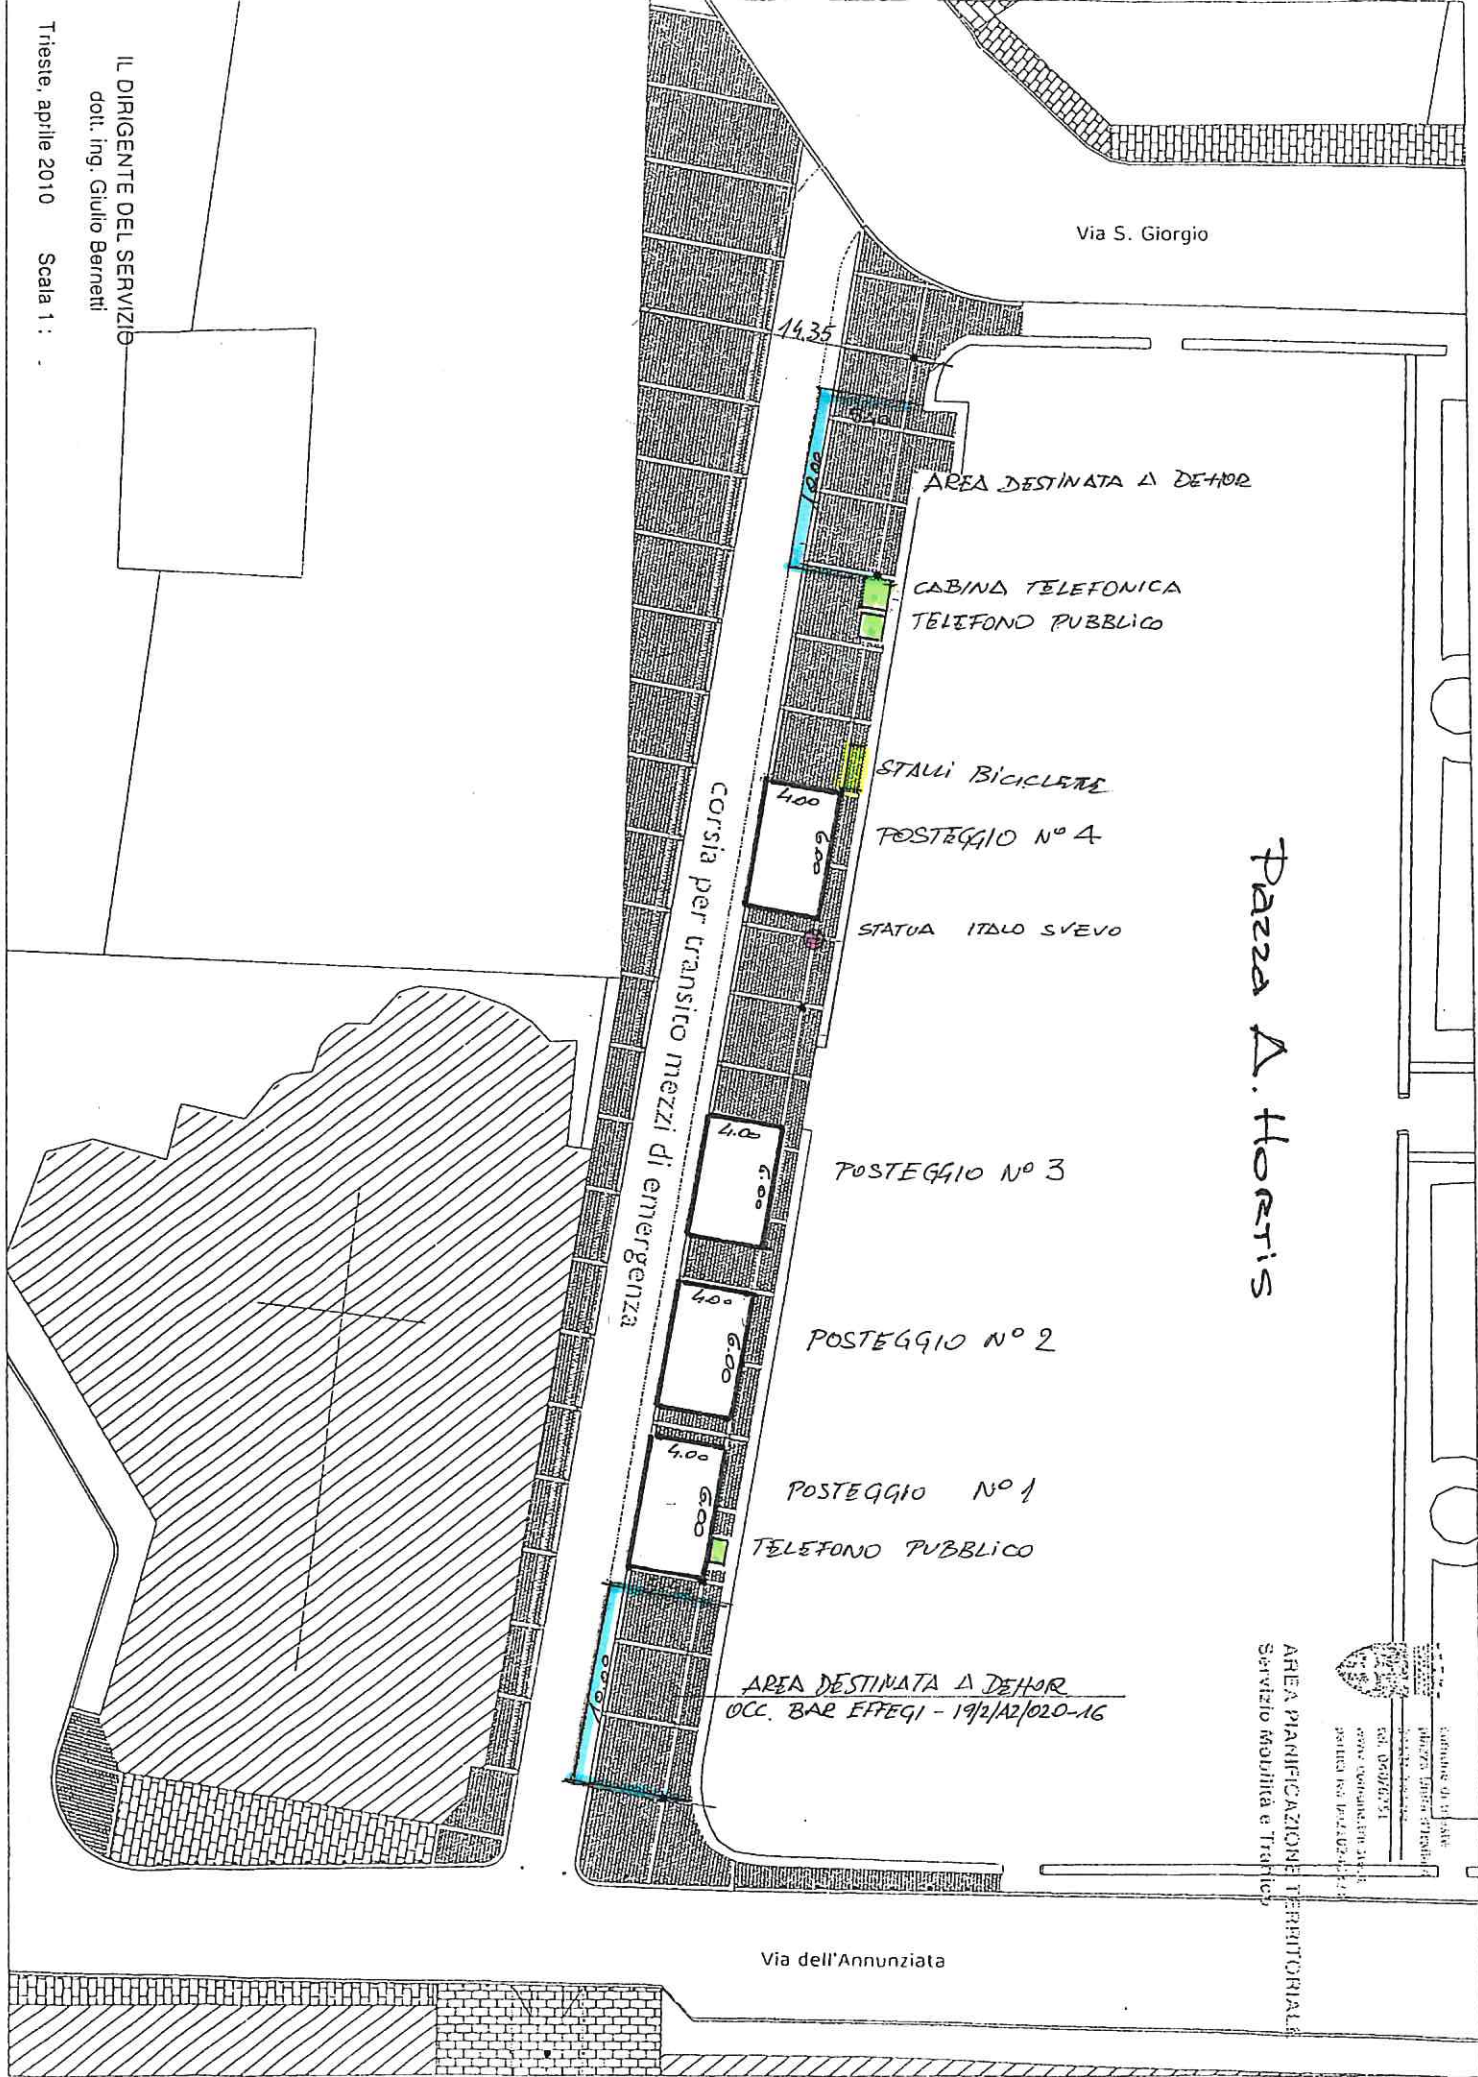 Via S. Giorgio
14.35
5.40
10.00
AREA DESTINATA A DEHOR
CABINA TELEFONICA
TELEFONO PUBBLICO
STALLI BICICLETTE
4.00
6.00
POSTEGGIO N° 4
STATUA ITALO SVEVO
Piazza A. HORTIS
corsia per transito mezzi di emergenza
4.00
6.00
POSTEGGIO N° 3
4.00
6.00
POSTEGGIO N° 2
4.00
6.00
POSTEGGIO N° 1
TELEFONO PUBBLICO
10.00
AREA DESTINATA A DEHOR
OCC. BAR EFFEGI - 19/2/A2/020-16
Via dell'Annunziata
AREA PIANIFICAZIONE TERRITORIALE
Servizio Mobilità e Traffico
IL DIRIGENTE DEL SERVIZIO
dott. ing. Giulio Bernetti
Trieste, aprile 2010 Scala 1 : -